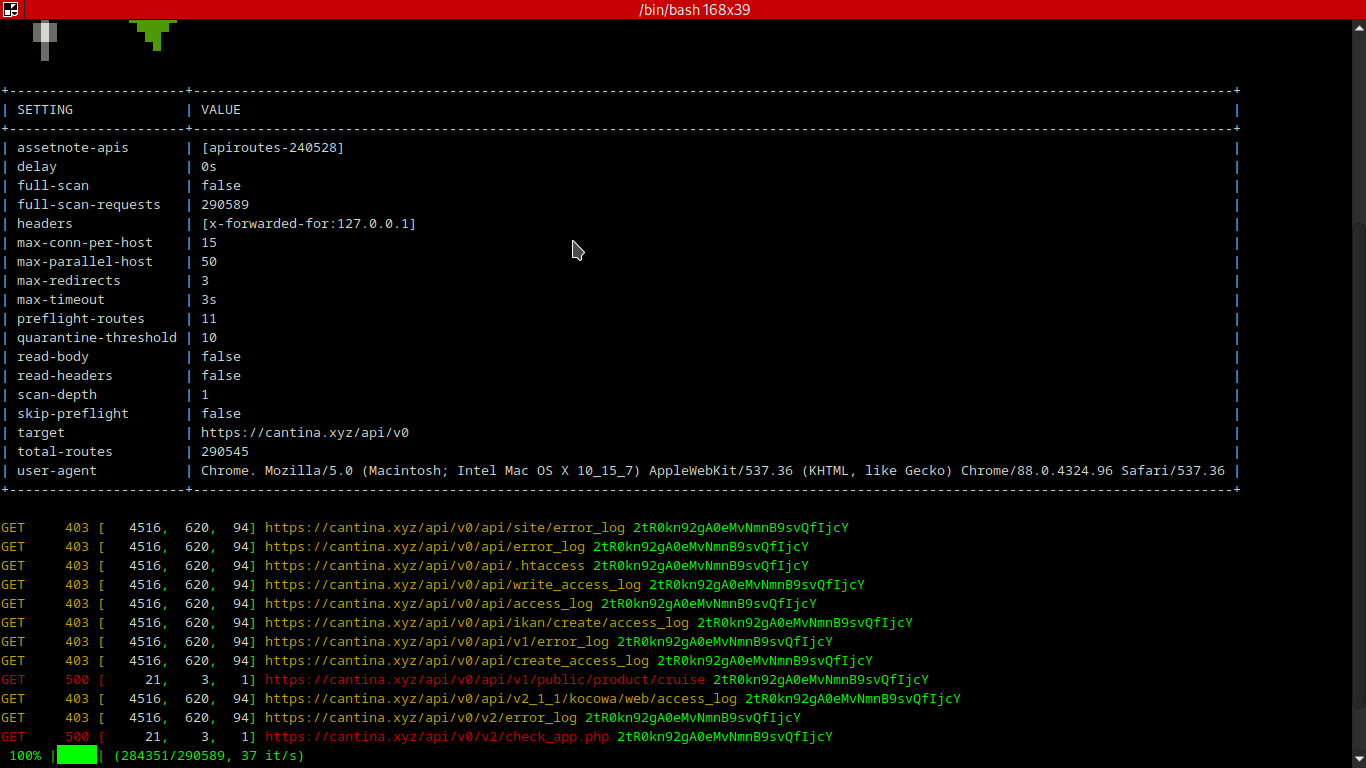 /bin/bash 168x39
+----------------------+----------------------------------------------------------------------------------------------------------------------------------+
| SETTING | VALUE |
+----------------------+----------------------------------------------------------------------------------------------------------------------------------+
| assetnote-apis | [apiroutes-240528] |
| delay | 0s |
| full-scan | false |
| full-scan-requests | 290589 |
| headers | [x-forwarded-for:127.0.0.1] |
| max-conn-per-host | 15 |
| max-parallel-host | 50 |
| max-redirects | 3 |
| max-timeout | 3s |
| preflight-routes | 11 |
| quarantine-threshold | 10 |
| read-body | false |
| read-headers | false |
| scan-depth | 1 |
| skip-preflight | false |
| target | https://cantina.xyz/api/v0 |
| total-routes | 290545 |
| user-agent | Chrome. Mozilla/5.0 (Macintosh; Intel Mac OS X 10_15_7) AppleWebKit/537.36 (KHTML, like Gecko) Chrome/88.0.4324.96 Safari/537.36 |
+----------------------+----------------------------------------------------------------------------------------------------------------------------------+
GET 403 [ 4516, 620, 94] https://cantina.xyz/api/v0/api/site/error_log 2tR0kn92gA0eMvNmnB9svQfIjcY
GET 403 [ 4516, 620, 94] https://cantina.xyz/api/v0/api/error_log 2tR0kn92gA0eMvNmnB9svQfIjcY
GET 403 [ 4516, 620, 94] https://cantina.xyz/api/v0/api/.htaccess 2tR0kn92gA0eMvNmnB9svQfIjcY
GET 403 [ 4516, 620, 94] https://cantina.xyz/api/v0/api/write_access_log 2tR0kn92gA0eMvNmnB9svQfIjcY
GET 403 [ 4516, 620, 94] https://cantina.xyz/api/v0/api/access_log 2tR0kn92gA0eMvNmnB9svQfIjcY
GET 403 [ 4516, 620, 94] https://cantina.xyz/api/v0/api/ikan/create/access_log 2tR0kn92gA0eMvNmnB9svQfIjcY
GET 403 [ 4516, 620, 94] https://cantina.xyz/api/v0/api/v1/error_log 2tR0kn92gA0eMvNmnB9svQfIjcY
GET 403 [ 4516, 620, 94] https://cantina.xyz/api/v0/api/create_access_log 2tR0kn92gA0eMvNmnB9svQfIjcY
GET 500 [ 21, 3, 1] https://cantina.xyz/api/v0/api/v1/public/product/cruise 2tR0kn92gA0eMvNmnB9svQfIjcY
GET 403 [ 4516, 620, 94] https://cantina.xyz/api/v0/api/v2_1_1/kocowa/web/access_log 2tR0kn92gA0eMvNmnB9svQfIjcY
GET 403 [ 4516, 620, 94] https://cantina.xyz/api/v0/v2/error_log 2tR0kn92gA0eMvNmnB9svQfIjcY
GET 500 [ 21, 3, 1] https://cantina.xyz/api/v0/v2/check_app.php 2tR0kn92gA0eMvNmnB9svQfIjcY
100% | | (284351/290589, 37 it/s)